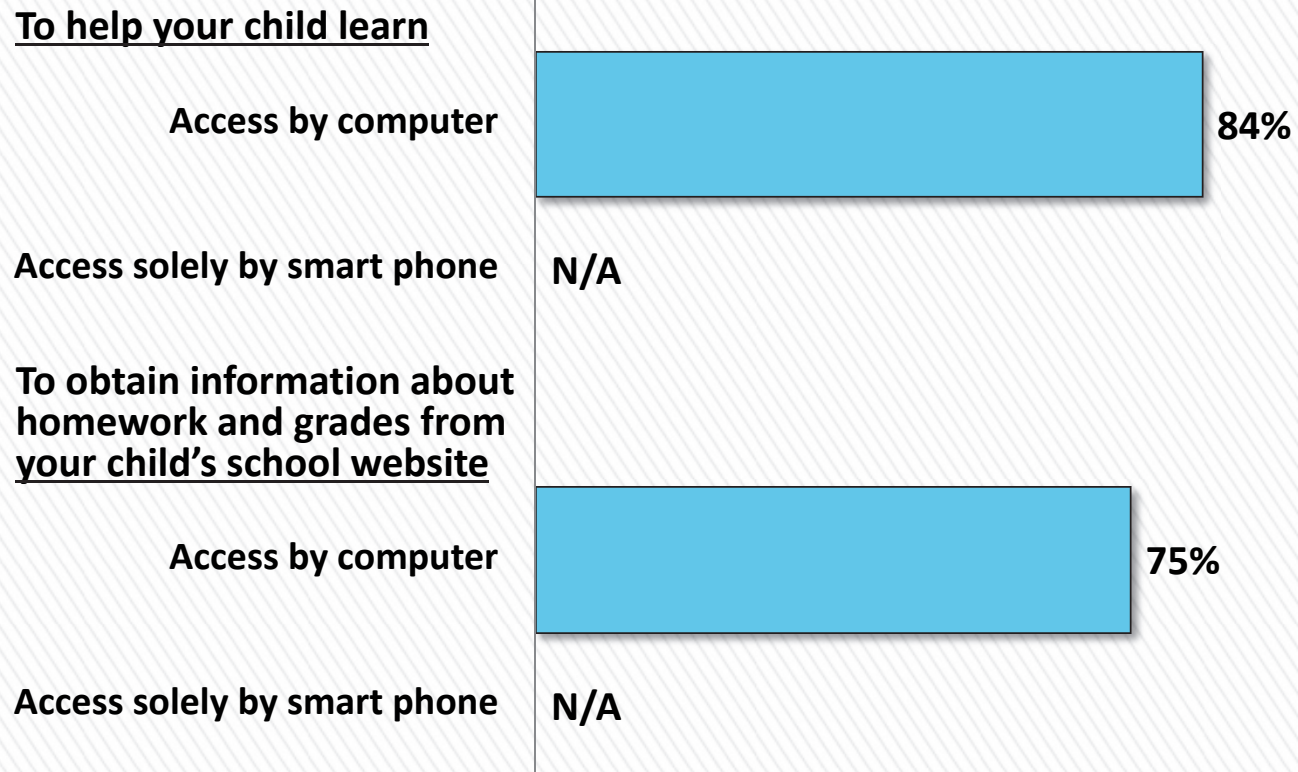 To help your child learn
Access by computer
84%
Access solely by smart phone
N/A
To obtain information about
homework and grades from
your child’s school website
Access by computer
75%
Access solely by smart phone
N/A